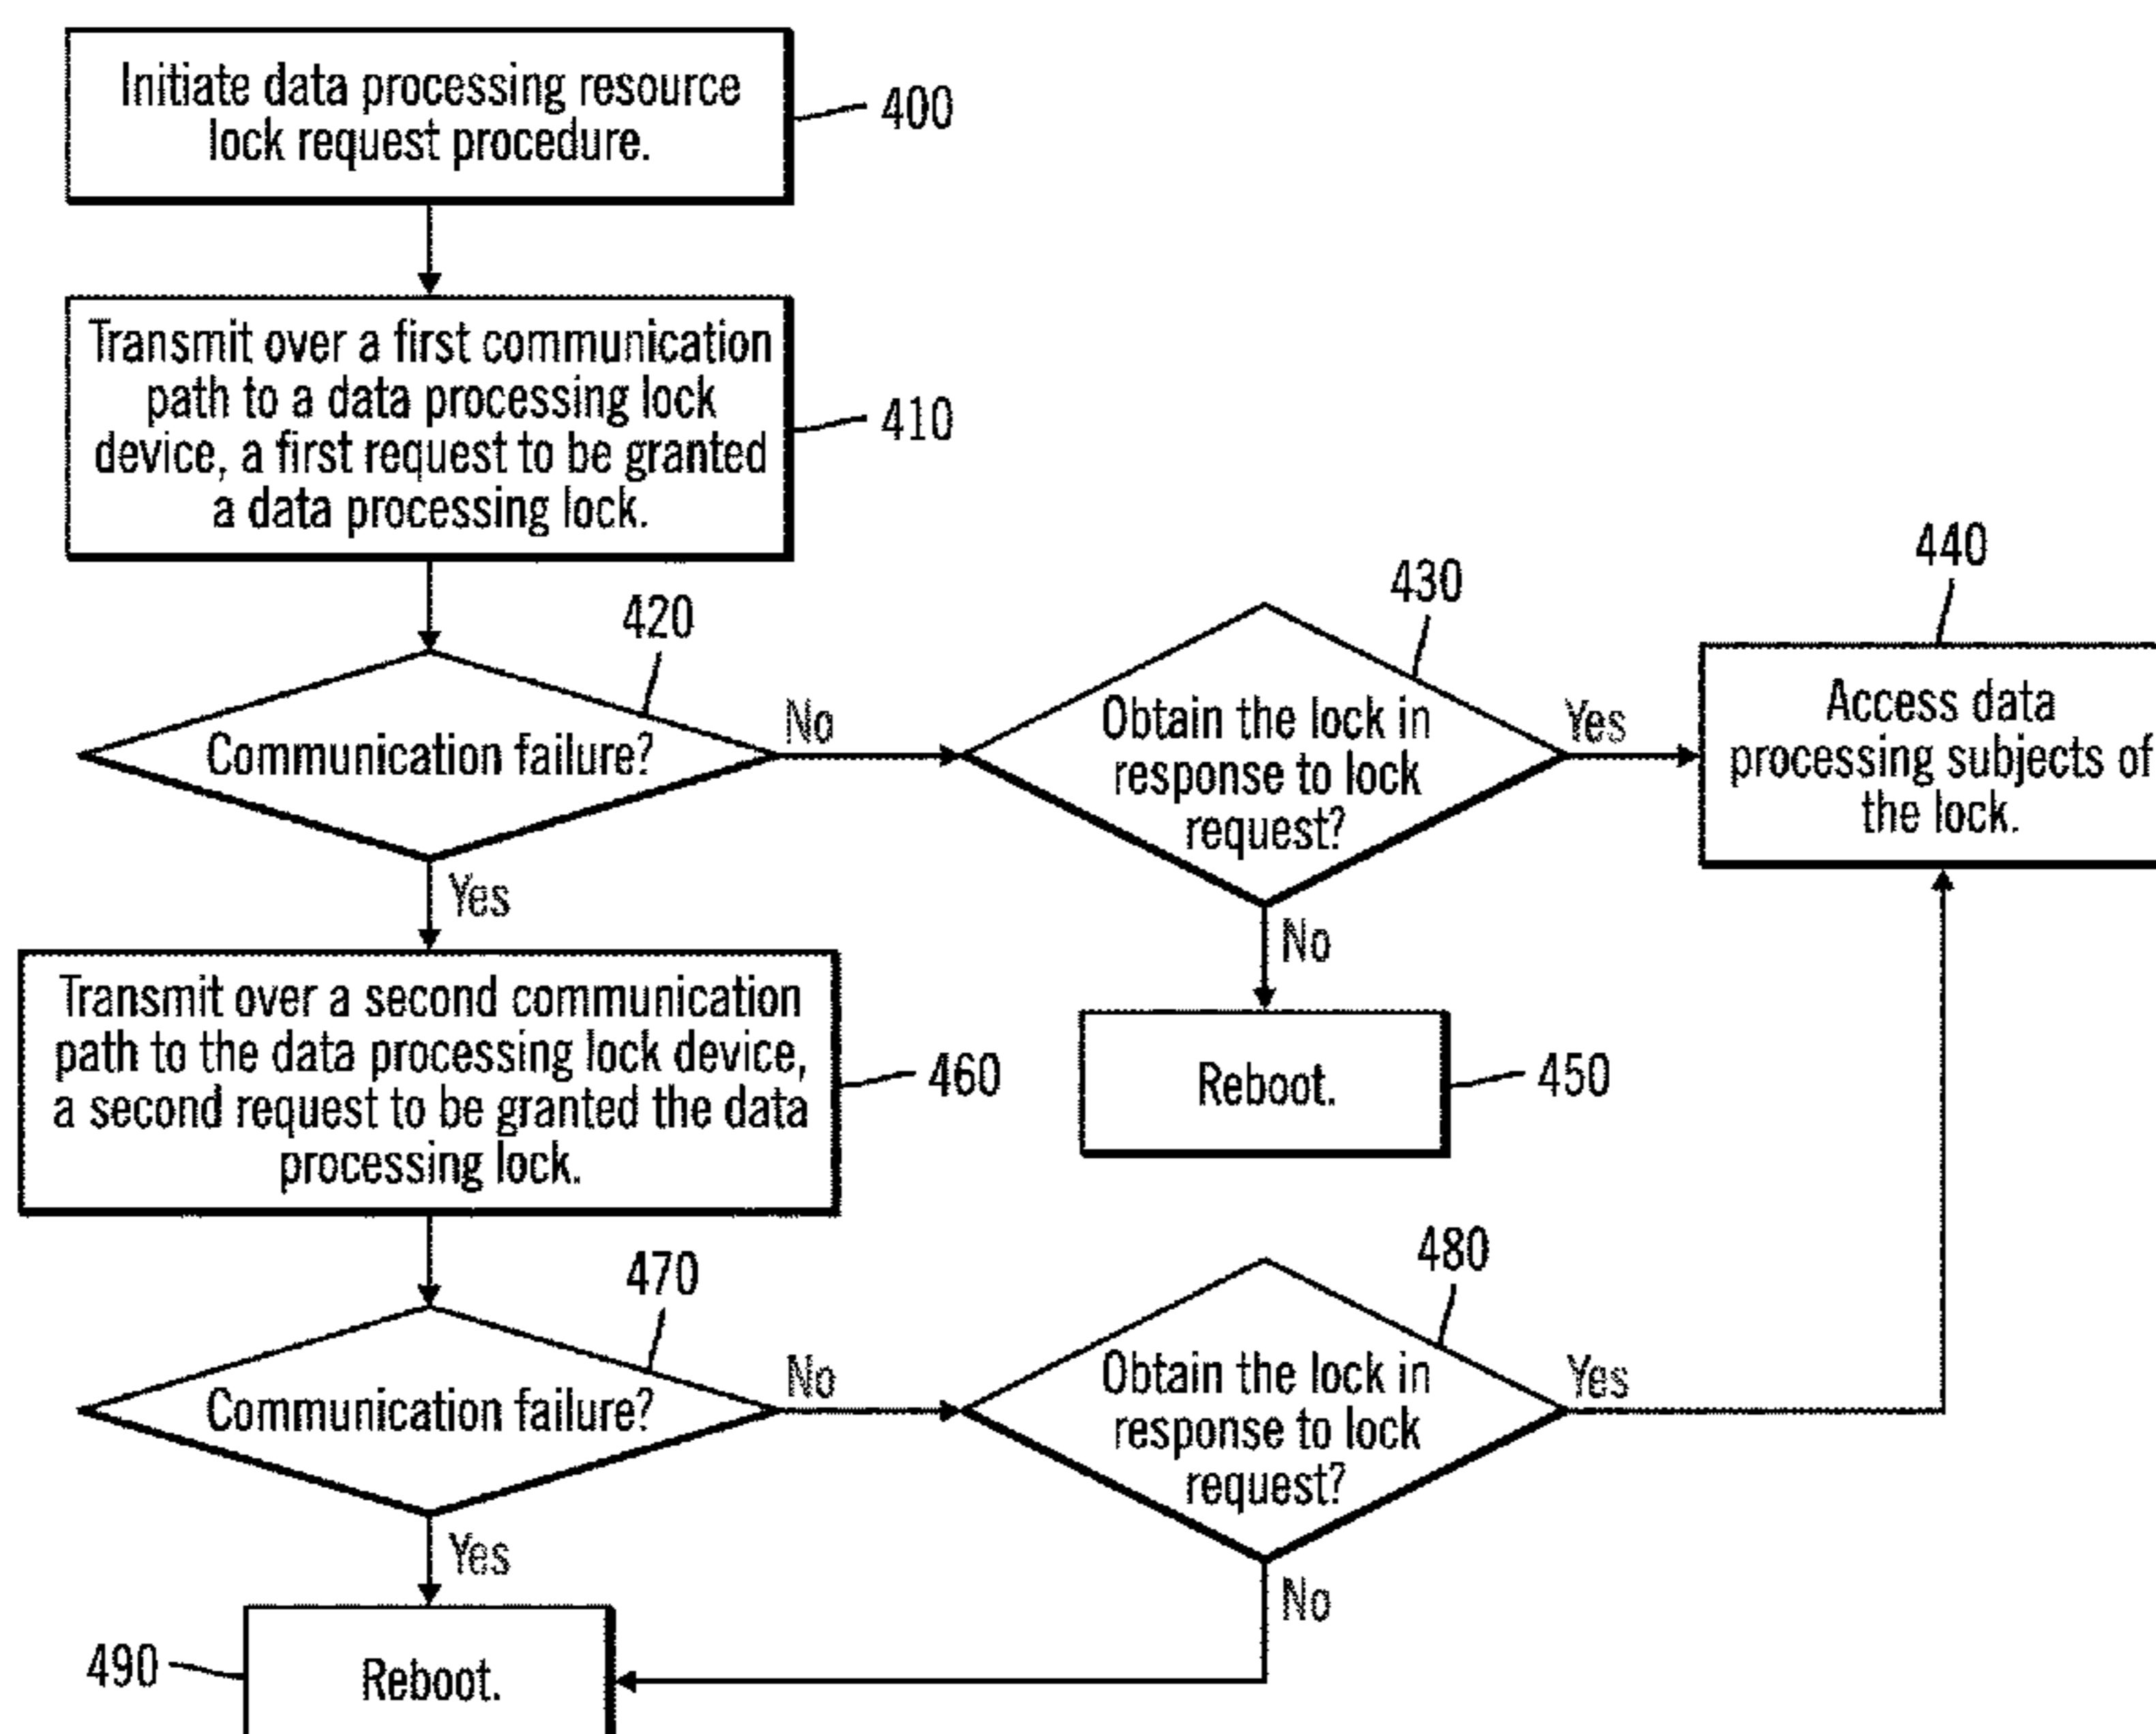 Initiate data processing resource
lock request procedure.
400
Transmit over a first communication
path to a data processing lock
device, a first request to be granted
a data processing lock.
410
420
Communication failure?
No
Yes
430
Obtain the lock in
response to lock
request?
Yes
No
440
Access data
processing subjects of
the lock.
Reboot.
450
Transmit over a second communication
path to the data processing lock device,
a second request to be granted the data
processing lock.
460
470
Communication failure?
No
Yes
480
Obtain the lock in
response to lock
request?
Yes
No
490
Reboot.